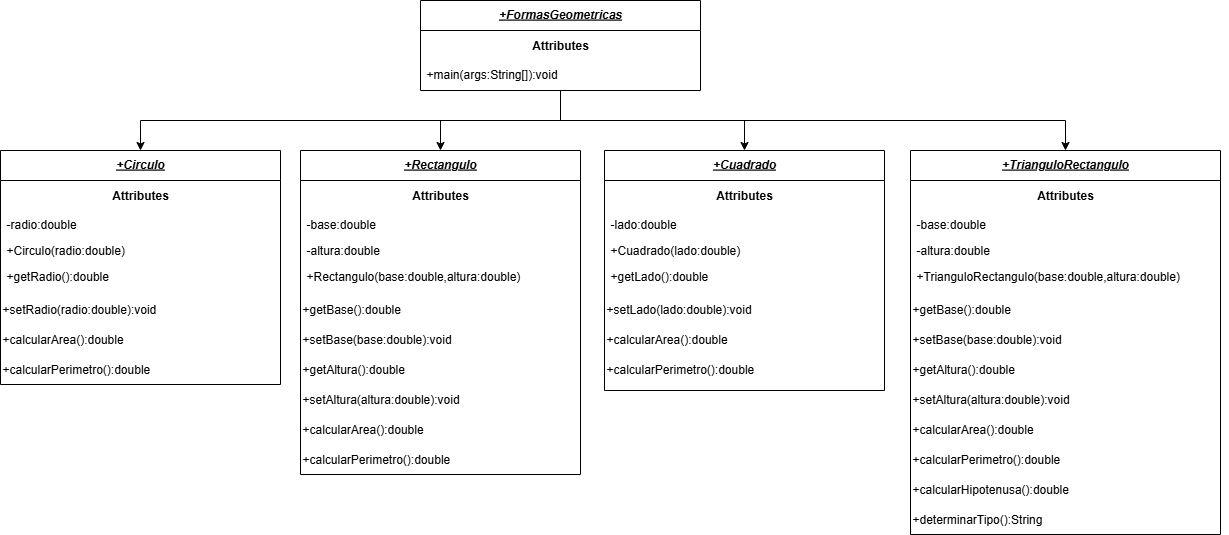 +FormasGeometricas
Attributes
+main(args:String[]):void
+Circulo
Attributes
-radio:double
+Circulo(radio:double)
+getRadio():double
+setRadio(radio:double):void
+calcularArea():double
+calcularPerimetro():double
+Rectangulo
Attributes
-base:double
-altura:double
+Rectangulo(base:double,altura:double)
+getBase():double
+setBase(base:double):void
+getAltura():double
+setAltura(altura:double):void
+calcularArea():double
+calcularPerimetro():double
+Cuadrado
Attributes
-lado:double
+Cuadrado(lado:double)
+getLado():double
+setLado(lado:double):void
+calcularArea():double
+calcularPerimetro():double
+TrianguloRectangulo
Attributes
-base:double
-altura:double
+TrianguloRectangulo(base:double,altura:double)
+getBase():double
+setBase(base:double):void
+getAltura():double
+setAltura(altura:double):void
+calcularArea():double
+calcularPerimetro():double
+calcularHipotenusa():double
+determinarTipo():String